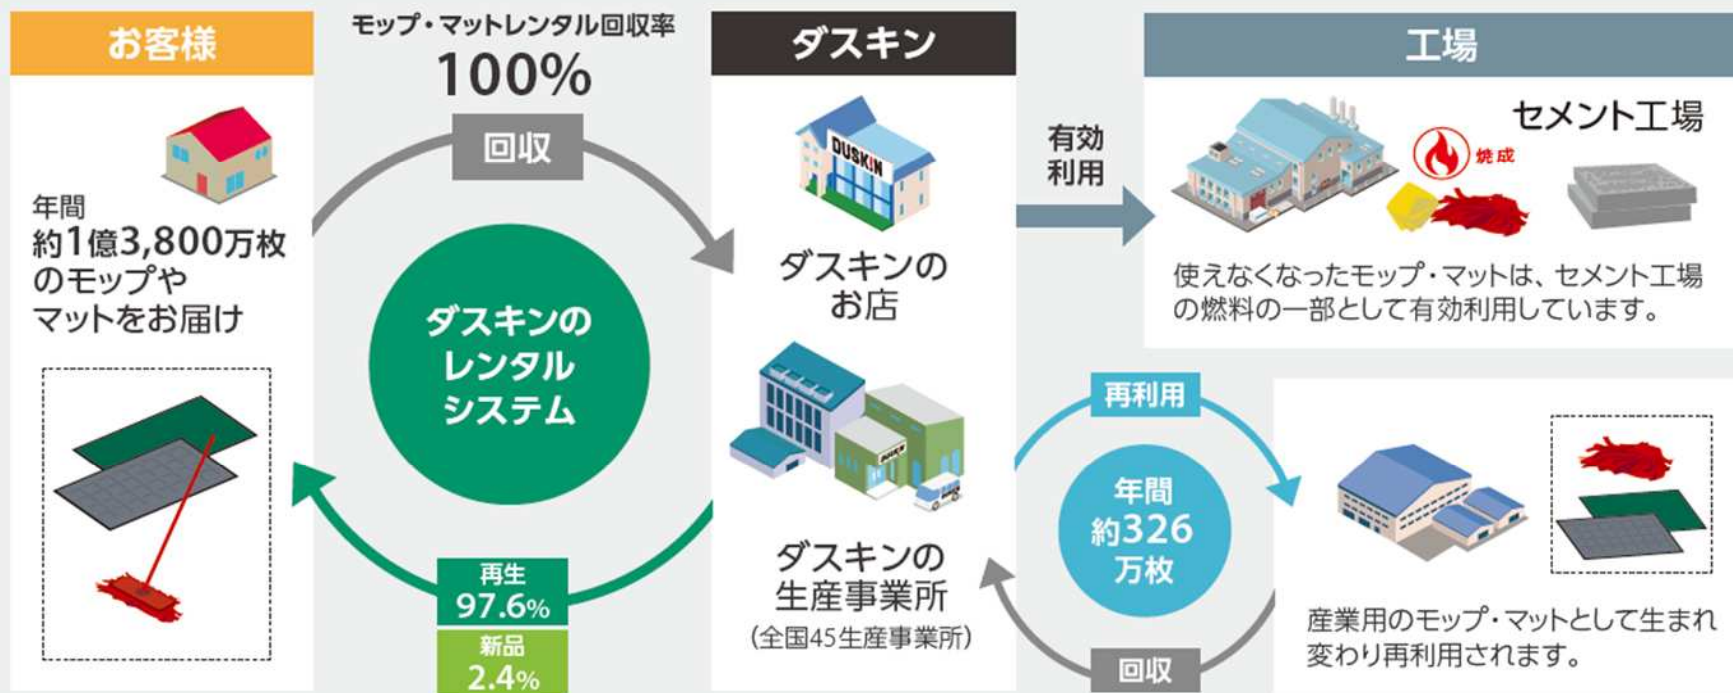 お客様
年間
約1億3,800万枚
のモップや
マットをお届け
モップ・マットレンタル回収率
100%
回収
ダスキンの
レンタル
システム
再生
97.6%
新品
2.4%
ダスキン
DUSKIN
ダスキンの
お店
DUSKIN
ダスキンの
生産事業所
(全国45生産事業所)
有効
利用
工場
セメント工場
焼成
使えなくなったモップ・マットは、セメント工場
の燃料の一部として有効利用しています。
再利用
年間
約326
万枚
回収
産業用のモップ・マットとして生まれ
変わり再利用されます。